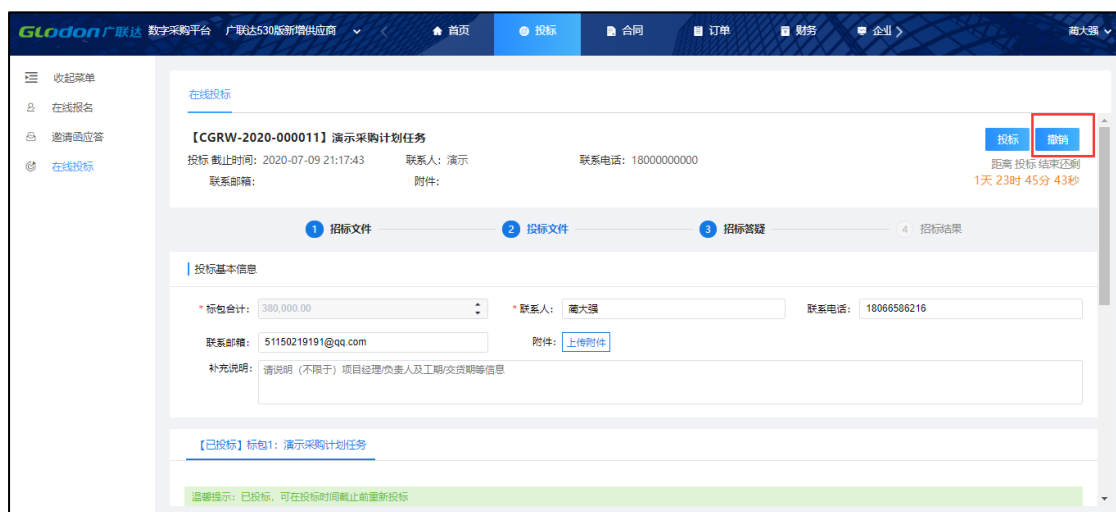 GLodon广联达 数字采购平台 广联达530版新增供应商 首页 投标 合同 订单 财务 企业 蔺大强
收起菜单
在线报名
邀请函应答
在线投标
在线投标
【CGRW-2020-000011】演示采购计划任务
投标 撤销
投标 截止时间: 2020-07-09 21:17:43 联系人: 演示 联系电话: 18000000000
距离 投标 结束还剩
联系邮箱: 附件:
1天 23时 45分 43秒
1 招标文件 2 投标文件 3 招标答疑 4 招标结果
投标基本信息
* 标包合计: 380,000.00 * 联系人: 蔺大强 联系电话: 18066586216
联系邮箱: 51150219191@qq.com 附件: 上传附件
补充说明: 请说明（不限于）项目经理/负责人及工期/交货期等信息
【已投标】标包1: 演示采购计划任务
温馨提示: 已投标，可在投标时间截止前重新投标